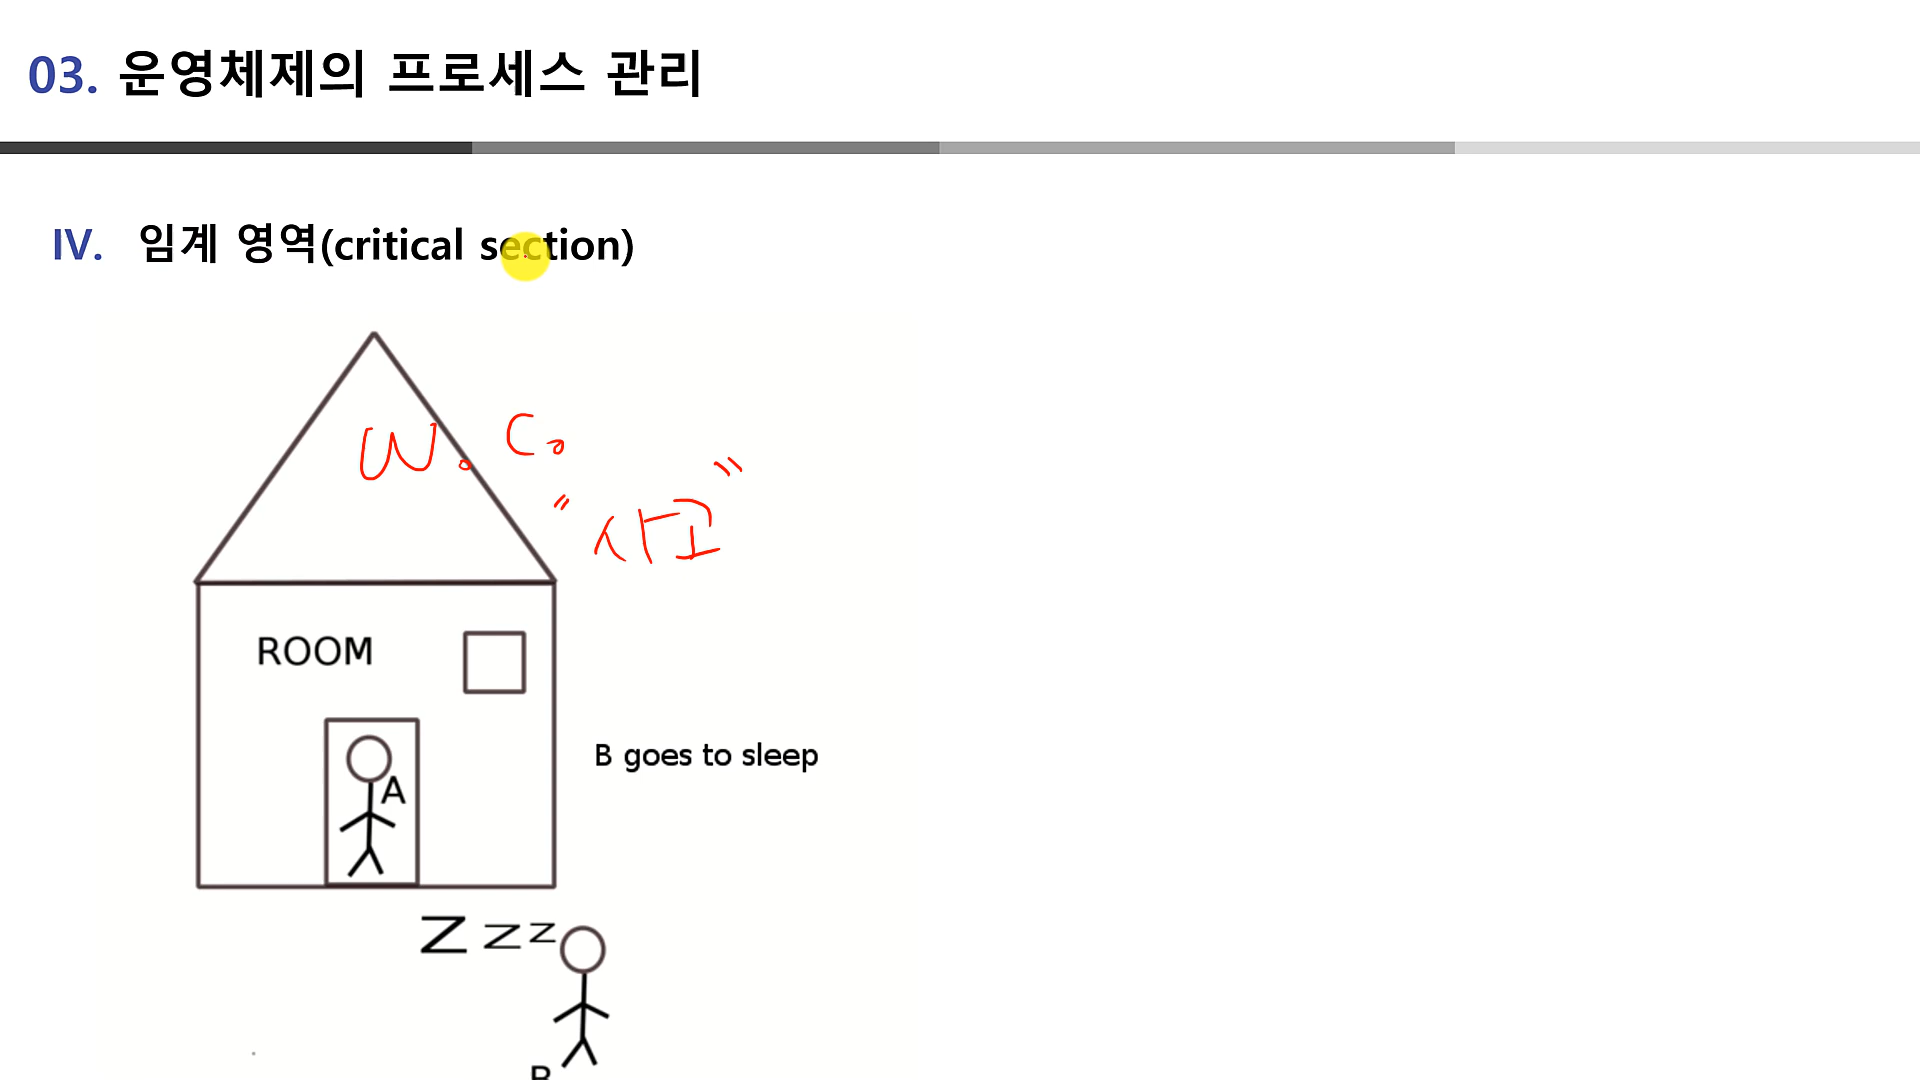 03. 운영체제의 프로세스 관리
IV. 임계 영역(critical section)
W. C.
"사고"
ROOM
A
B goes to sleep
Z Z Z
B